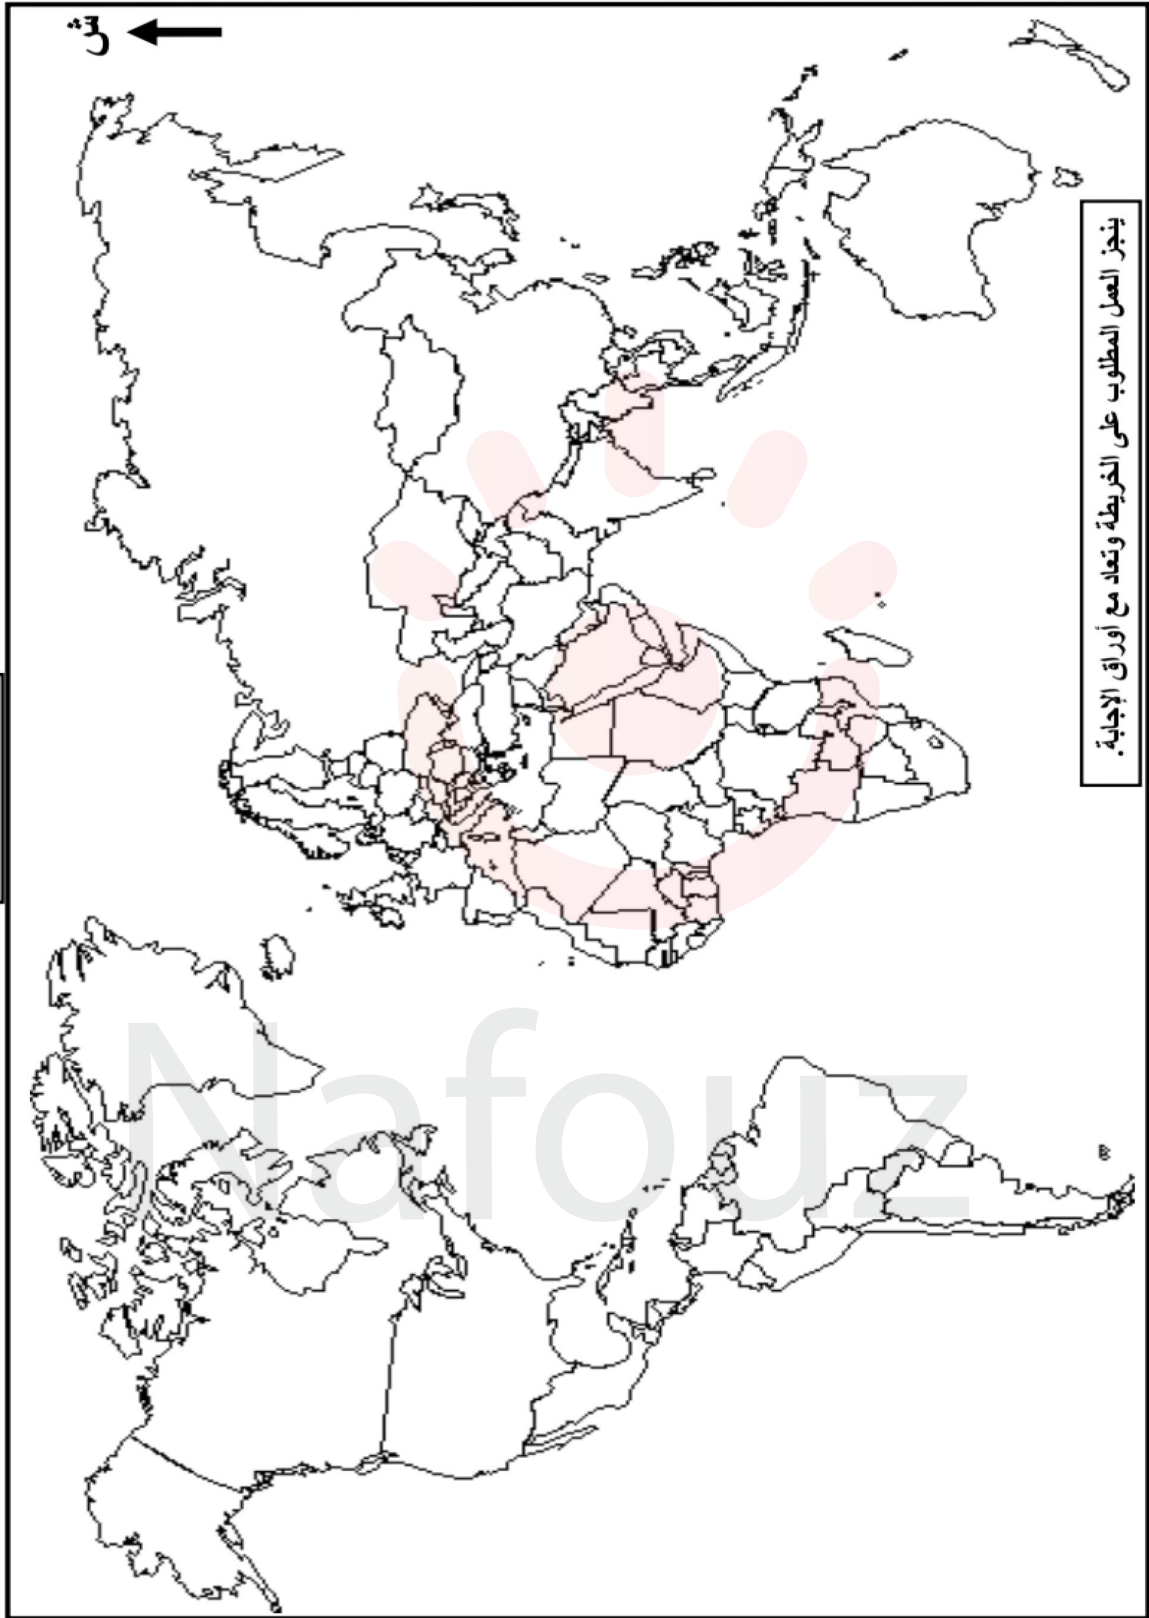 ش
ينجز العمل المطلوب على الخريطة وتعاد مع أوراق الإجابة.
Nafouz